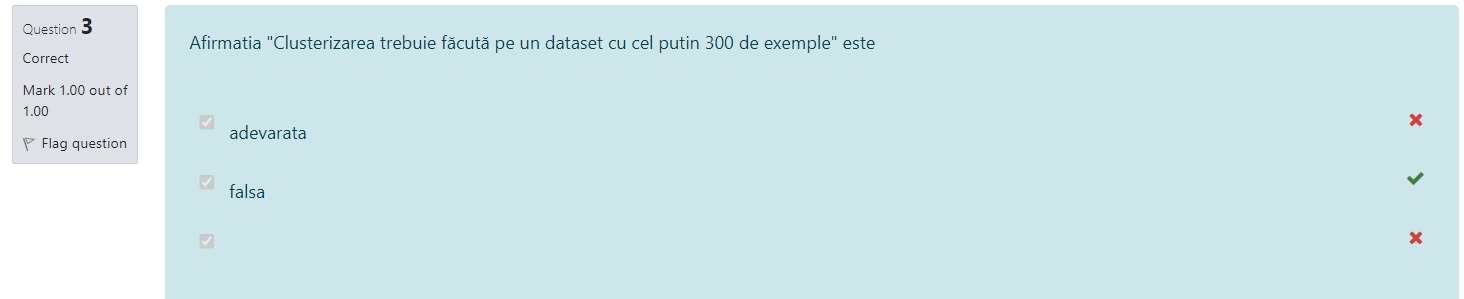 Question 3
Correct
Mark 1.00 out of
1.00
Flag question
Afirmatia "Clusterizarea trebuie făcută pe un dataset cu cel putin 300 de exemple" este
adevarata
falsa